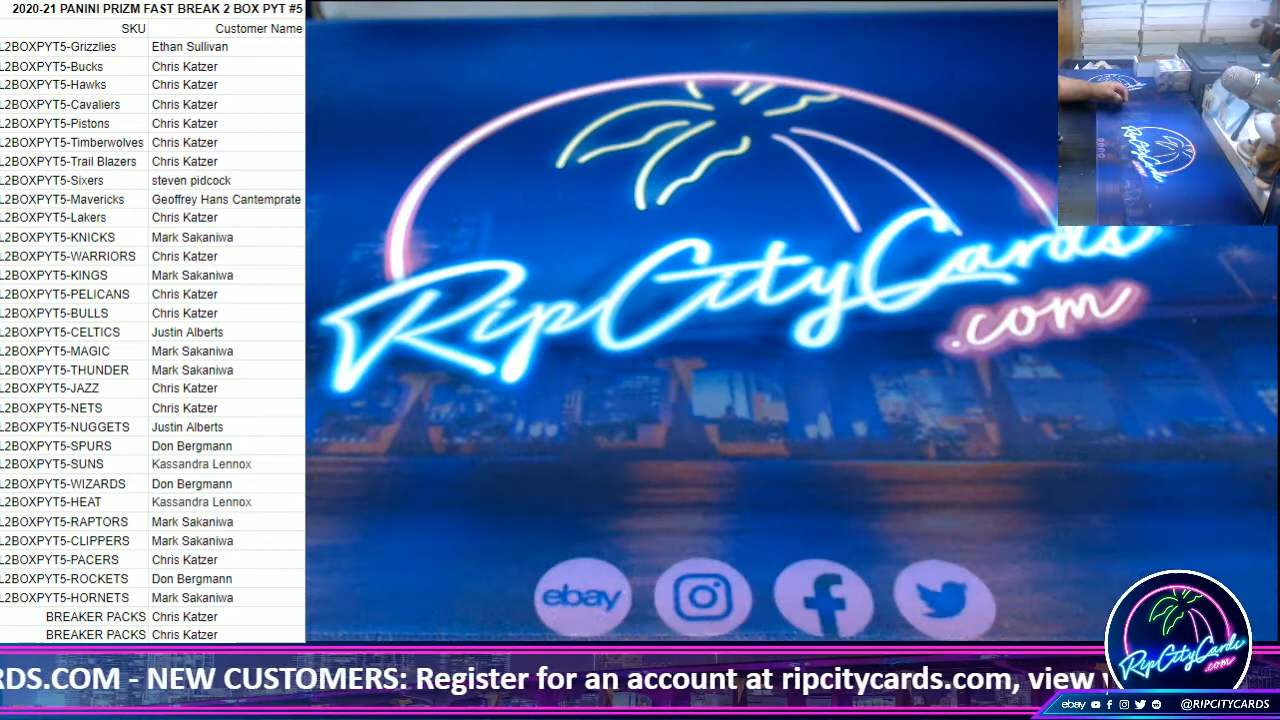 2020-21 PANINI PRIZM FAST BREAK 2 BOX PYT #5
SKU Customer Name
L2BOXPYT5-Grizzlies Ethan Sullivan
L2BOXPYT5-Bucks Chris Katzer
L2BOXPYT5-Hawks Chris Katzer
L2BOXPYT5-Cavaliers Chris Katzer
L2BOXPYT5-Pistons Chris Katzer
L2BOXPYT5-Timberwolves Chris Katzer
L2BOXPYT5-Trail Blazers Chris Katzer
L2BOXPYT5-Sixers steven pidcock
L2BOXPYT5-Mavericks Geoffrey Hans Cantemprate
L2BOXPYT5-Lakers Chris Katzer
L2BOXPYT5-KNICKS Mark Sakaniwa
L2BOXPYT5-WARRIORS Chris Katzer
L2BOXPYT5-KINGS Mark Sakaniwa
L2BOXPYT5-PELICANS Chris Katzer
L2BOXPYT5-BULLS Chris Katzer
L2BOXPYT5-CELTICS Justin Alberts
L2BOXPYT5-MAGIC Mark Sakaniwa
L2BOXPYT5-THUNDER Mark Sakaniwa
L2BOXPYT5-JAZZ Chris Katzer
L2BOXPYT5-NETS Chris Katzer
L2BOXPYT5-NUGGETS Justin Alberts
L2BOXPYT5-SPURS Don Bergmann
L2BOXPYT5-SUNS Kassandra Lennox
L2BOXPYT5-WIZARDS Don Bergmann
L2BOXPYT5-HEAT Kassandra Lennox
L2BOXPYT5-RAPTORS Mark Sakaniwa
L2BOXPYT5-CLIPPERS Mark Sakaniwa
L2BOXPYT5-PACERS Chris Katzer
L2BOXPYT5-ROCKETS Don Bergmann
L2BOXPYT5-HORNETS Mark Sakaniwa
BREAKER PACKS Chris Katzer
BREAKER PACKS Chris Katzer
RipCityCards
.com
ebay
RipCityCards
.com
RDS.COM - NEW CUSTOMERS: Register for an account at ripcitycards.com, view
RipCityCards
.com
ebay @RIPCITYCARDS